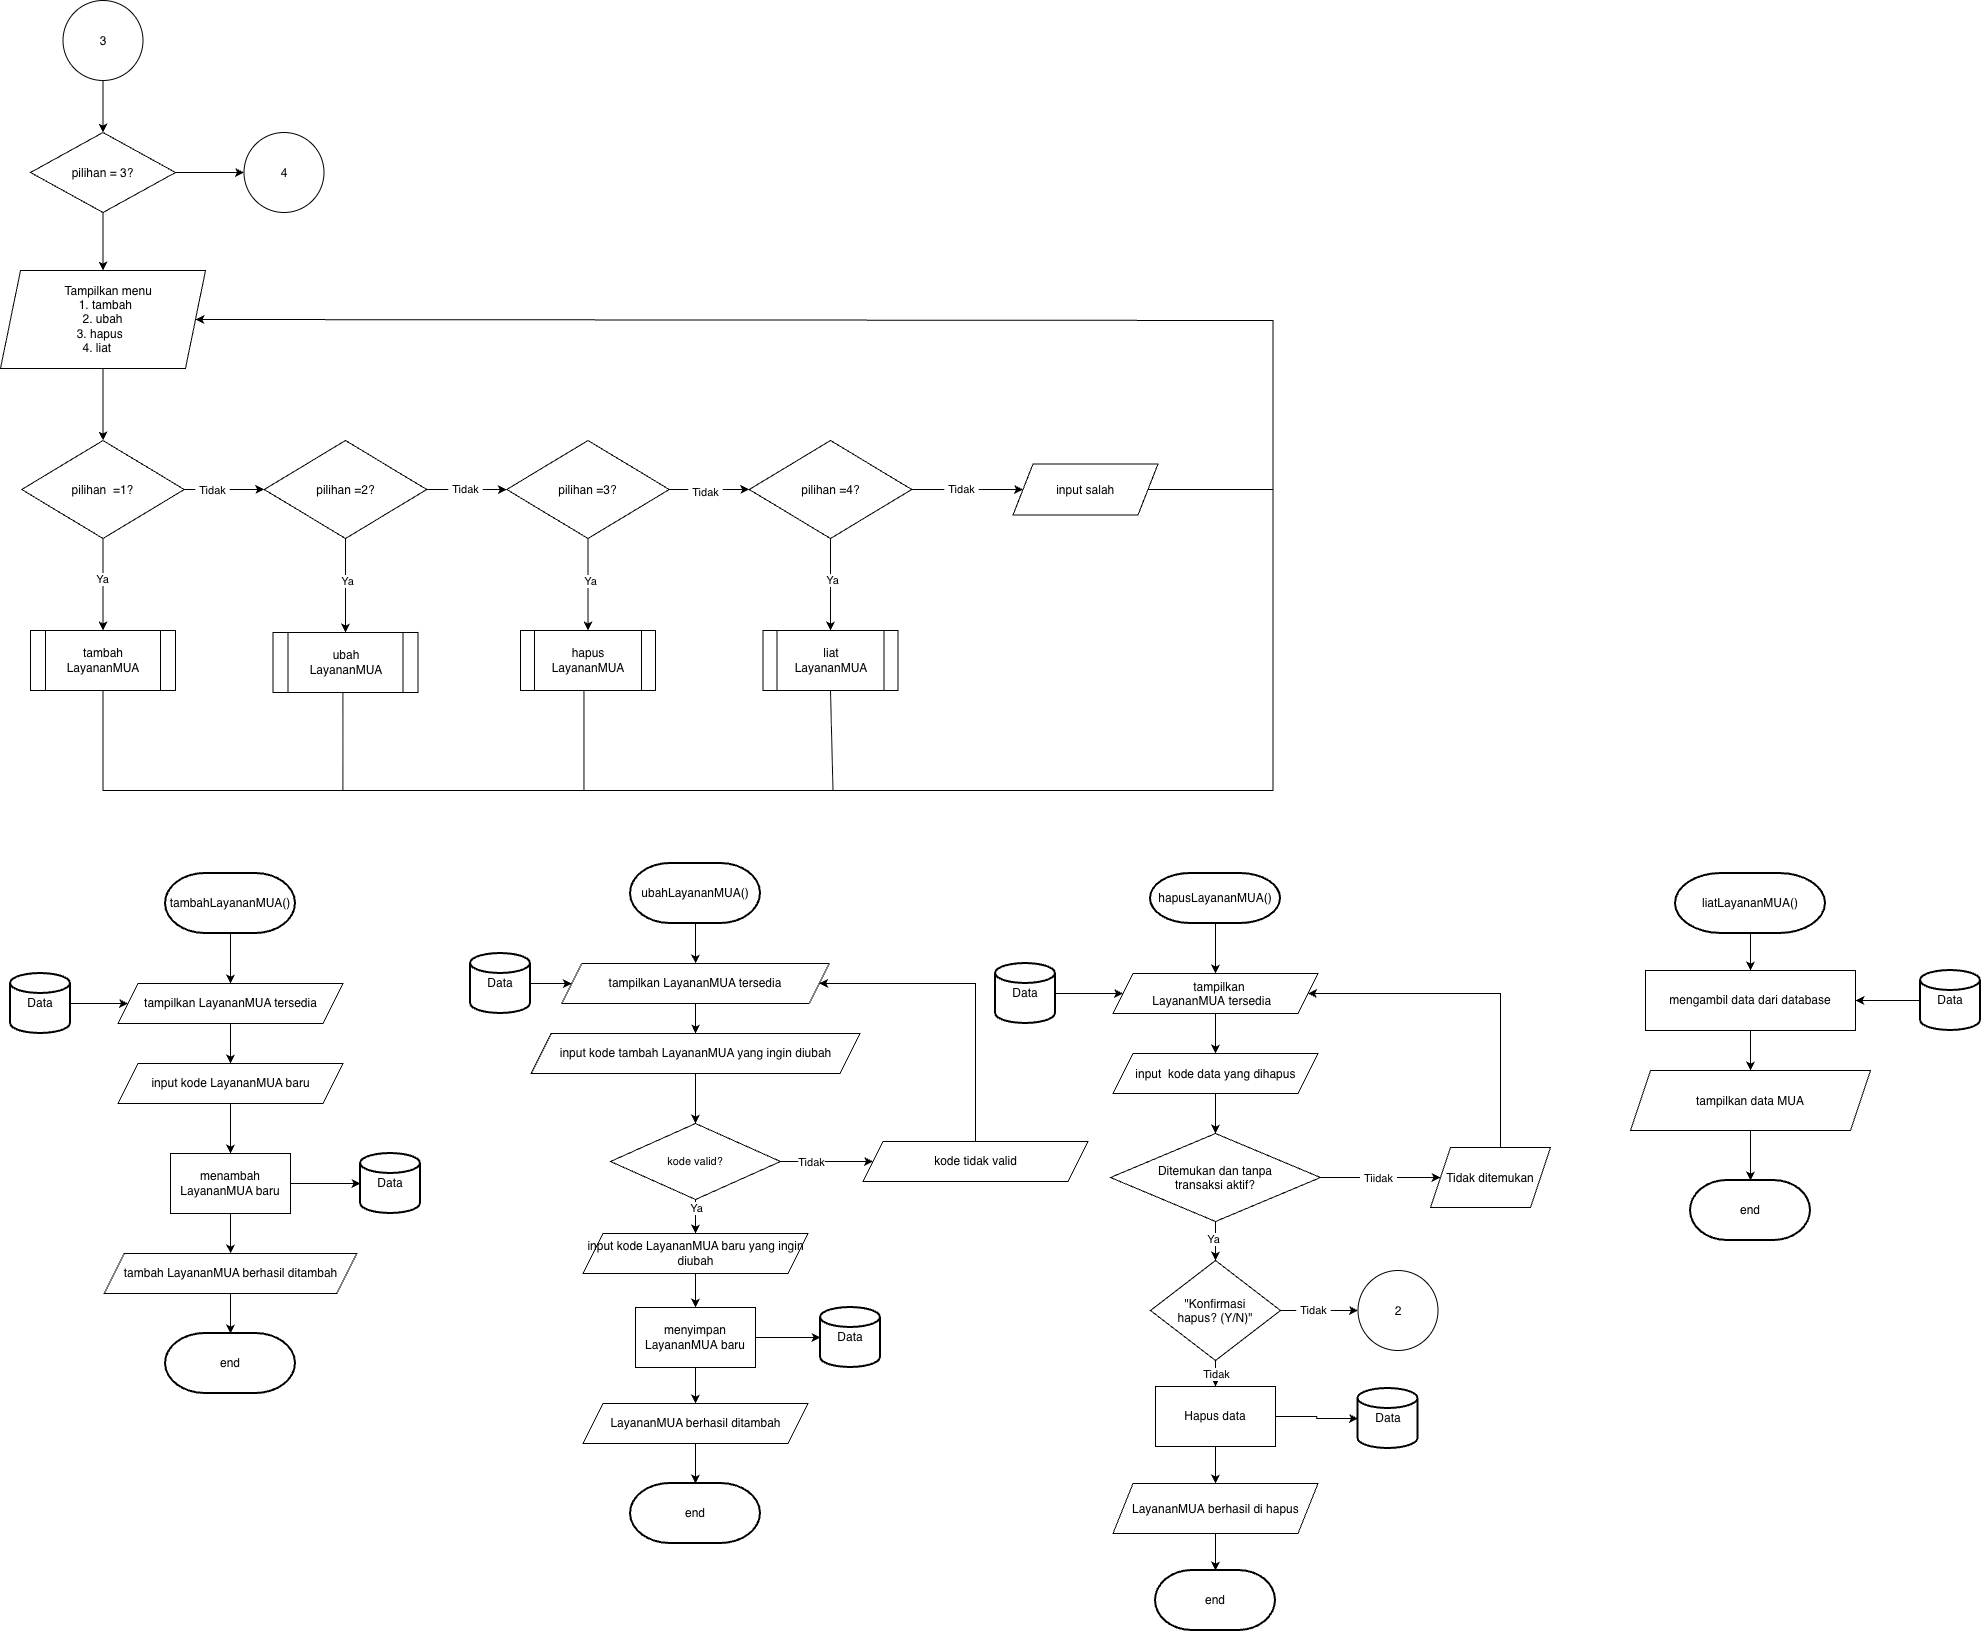 3
pilihan = 3?
4
Tampilkan menu
1. tambah
2. ubah
3. hapus
4. liat
pilihan  =1?
Tidak
pilihan =2?
Tidak
pilihan =3?
Tidak
pilihan =4?
Tidak
input salah
Ya
Ya
Ya
Ya
tambah
LayananMUA
ubah
LayananMUA
hapus
LayananMUA
liat
LayananMUA
tambahLayananMUA()
Data
tampilkan LayananMUA tersedia
input kode LayananMUA baru
menambah
LayananMUA baru
Data
tambah LayananMUA berhasil ditambah
end
ubahLayananMUA()
Data
tampilkan LayananMUA tersedia
input kode tambah LayananMUA yang ingin diubah
kode valid?
Tidak
kode tidak valid
Ya
input kode LayananMUA baru yang ingin
diubah
menyimpan
LayananMUA baru
Data
LayananMUA berhasil ditambah
end
hapusLayananMUA()
Data
tampilkan
LayananMUA tersedia
input  kode data yang dihapus
Ditemukan dan tanpa
transaksi aktif?
Tiidak
Tidak ditemukan
Ya
"Konfirmasi
hapus? (Y/N)"
Tidak
2
Tidak
Hapus data
Data
LayananMUA berhasil di hapus
end
liatLayananMUA()
mengambil data dari database
Data
tampilkan data MUA
end